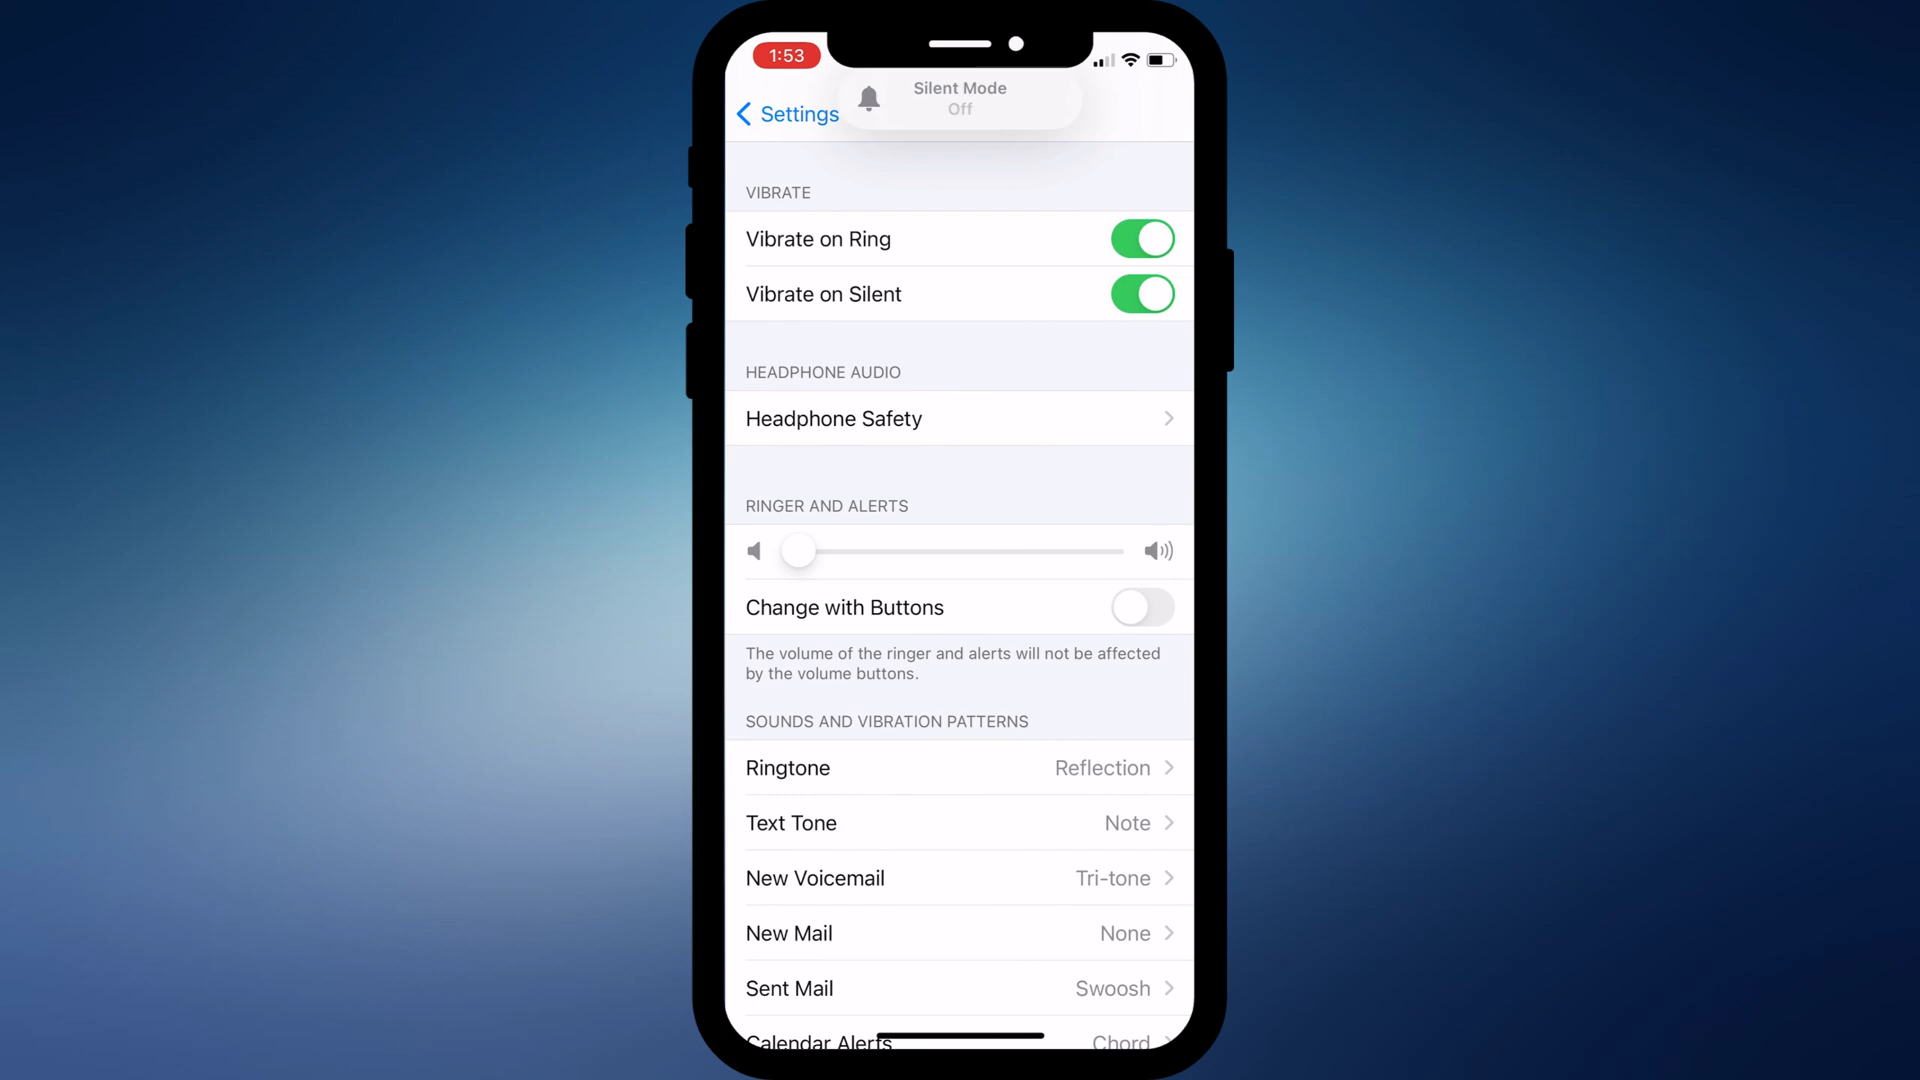 1:53
Silent Mode
Off
Settings
VIBRATE
Vibrate on Ring
Vibrate on Silent
HEADPHONE AUDIO
Headphone Safety
RINGER AND ALERTS
Change with Buttons
The volume of the ringer and alerts will not be affected
by the volume buttons.
SOUNDS AND VIBRATION PATTERNS
Ringtone Reflection
Text Tone Note
New Voicemail Tri-tone
New Mail None
Sent Mail Swoosh
Calendar Alerts Chord